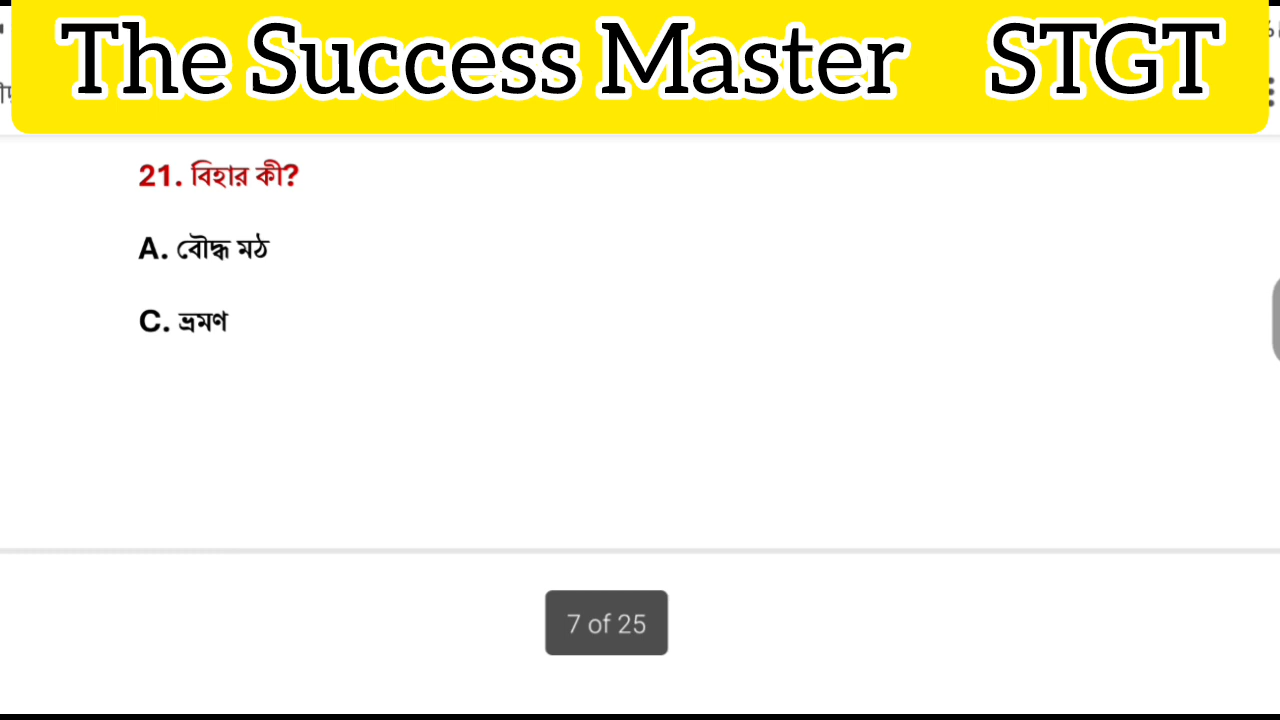 The Success Master STGT
21. বিহার কী?
A. বৌদ্ধ মঠ
C. ভ্রমণ
7 of 25